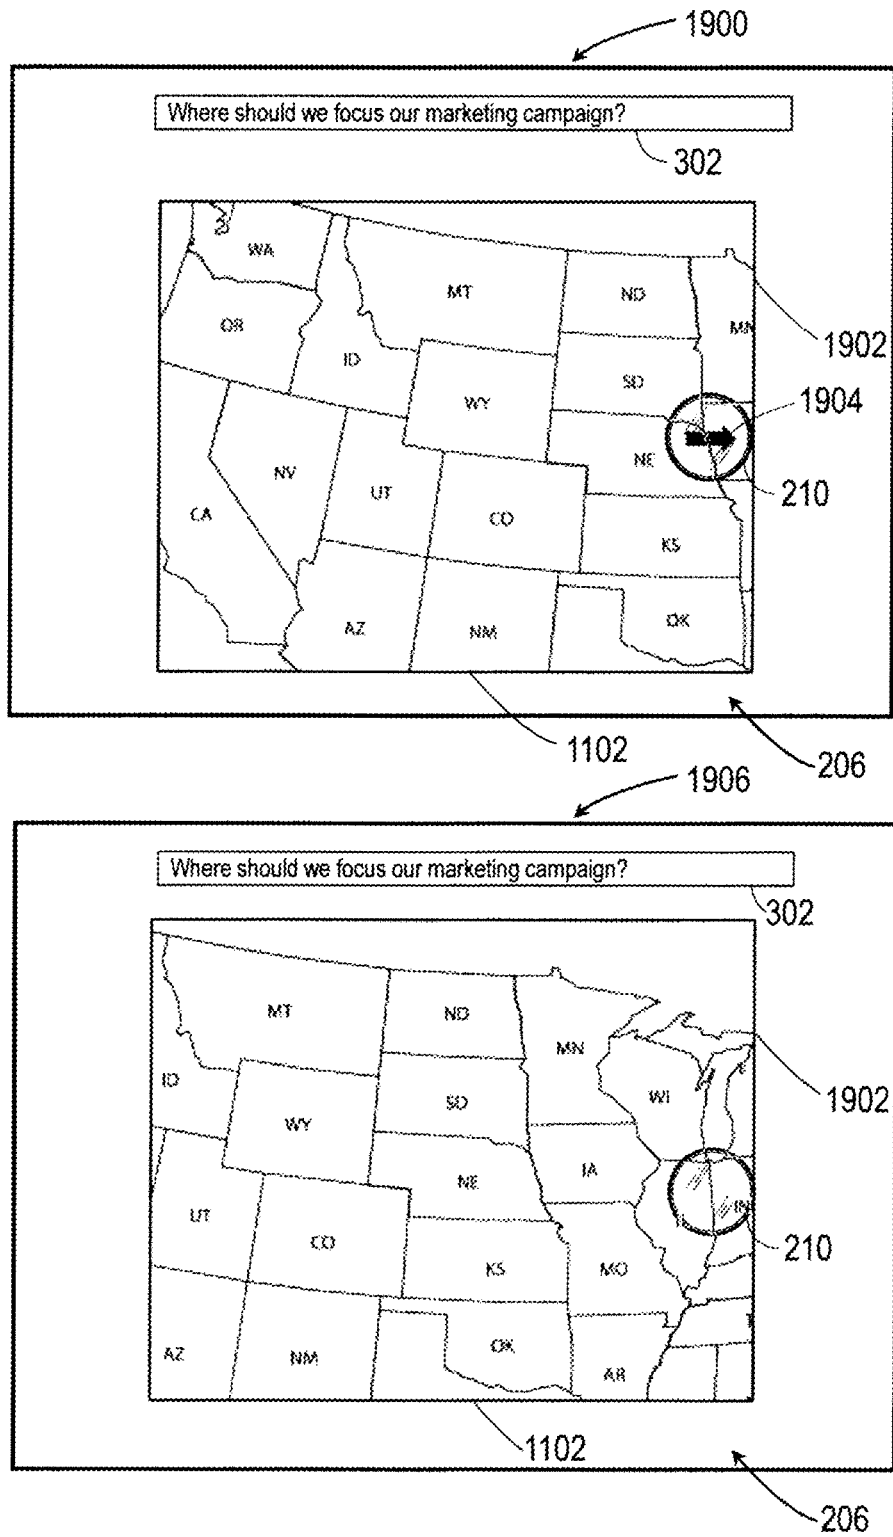 1900
Where should we focus our marketing campaign?
302
WA
MT
ND
MN
1902
OR
ID
SD
1904
WY
NE
NV
210
UT
CA
CO
KS
AZ
NM
OK
1102
206
1906
Where should we focus our marketing campaign?
302
MT
ND
MN
ID
WI
1902
SD
WY
IA
NE
UT
IN
210
CO
KS
MO
OK
AZ
NM
AR
1102
206